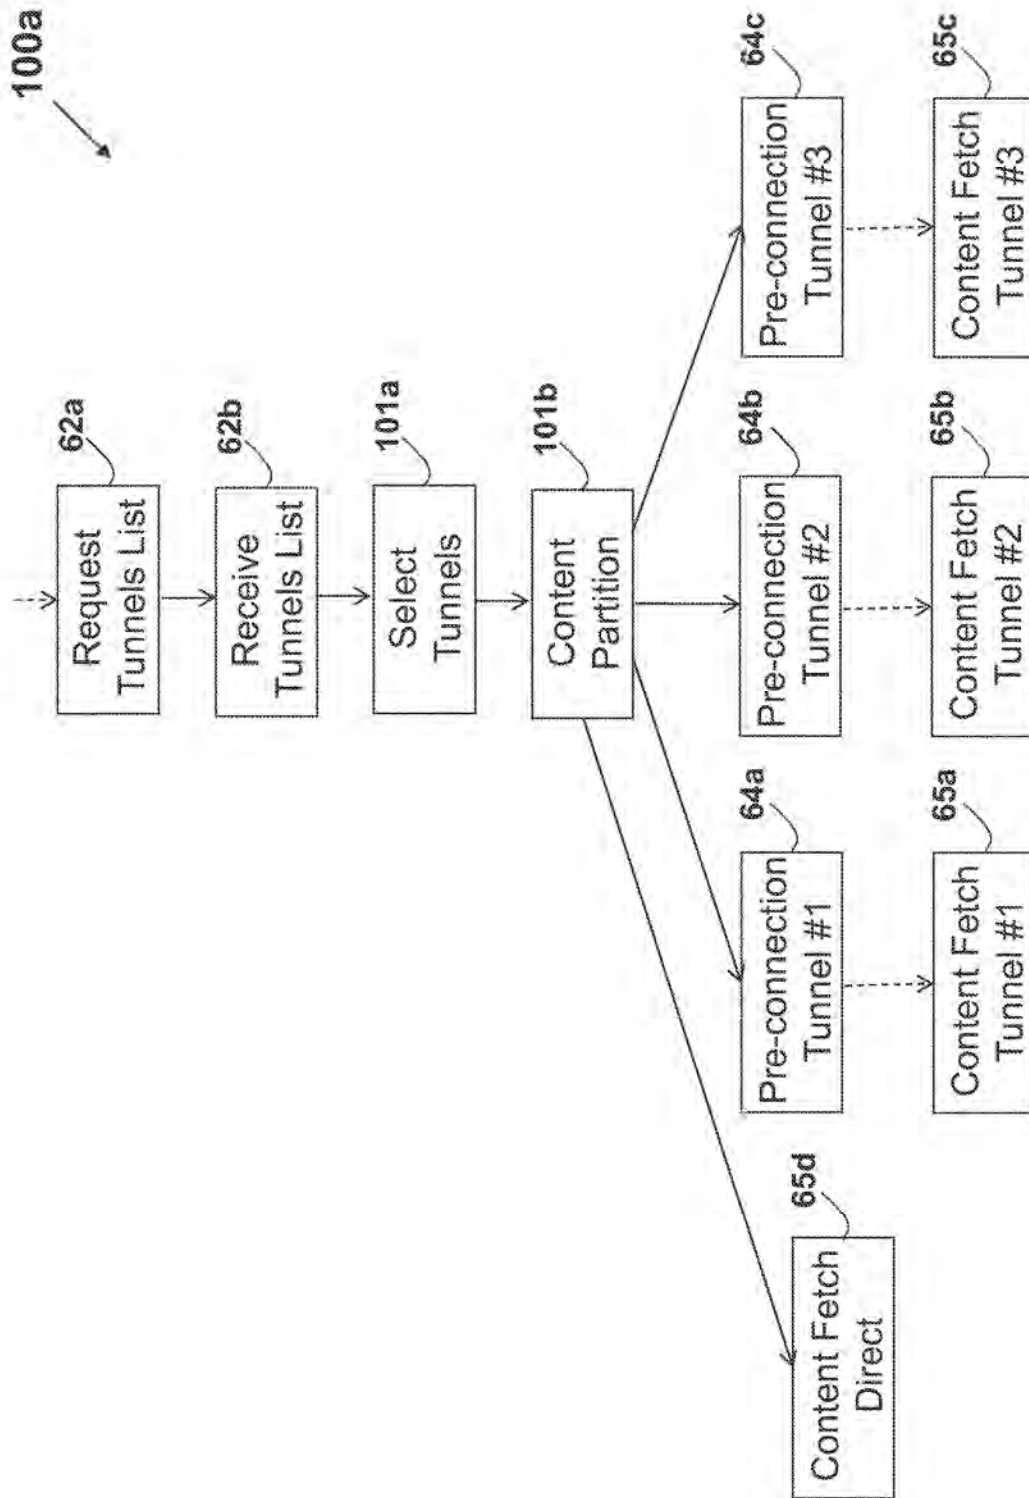 100a
62a
Request
Tunnels List
62b
Receive
Tunnels List
101a
Select
Tunnels
101b
Content
Partition
65d
Content Fetch
Direct
64a
Pre-connection
Tunnel #1
64b
Pre-connection
Tunnel #2
64c
Pre-connection
Tunnel #3
65a
Content Fetch
Tunnel #1
65b
Content Fetch
Tunnel #2
65c
Content Fetch
Tunnel #3